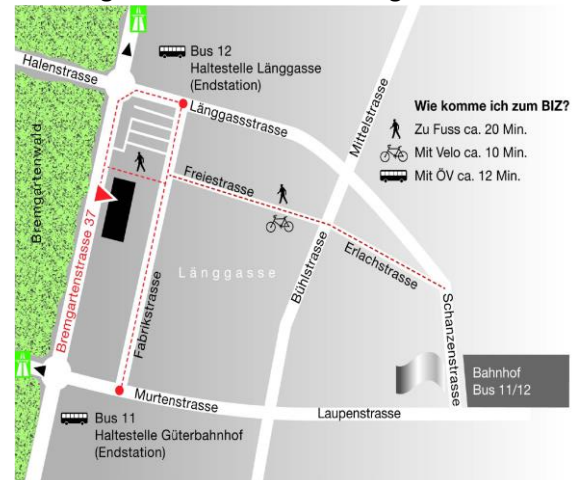 Bus 12
Haltestelle Länggasse
(Endstation)
Halenstrasse
Länggassstrasse
Mittelstrasse
Wie komme ich zum BIZ?
Zu Fuss ca. 20 Min.
Mit Velo ca. 10 Min.
Mit ÖV ca. 12 Min.
Bremgartenwald
Freiestrasse
Bremgartenstrasse 37
Länggasse
Bühlstrasse
Erlachstrasse
Fabrikstrasse
Schanzenstrasse
Bahnhof
Bus 11/12
Murtenstrasse
Laupenstrasse
Bus 11
Haltestelle Güterbahnhof
(Endstation)